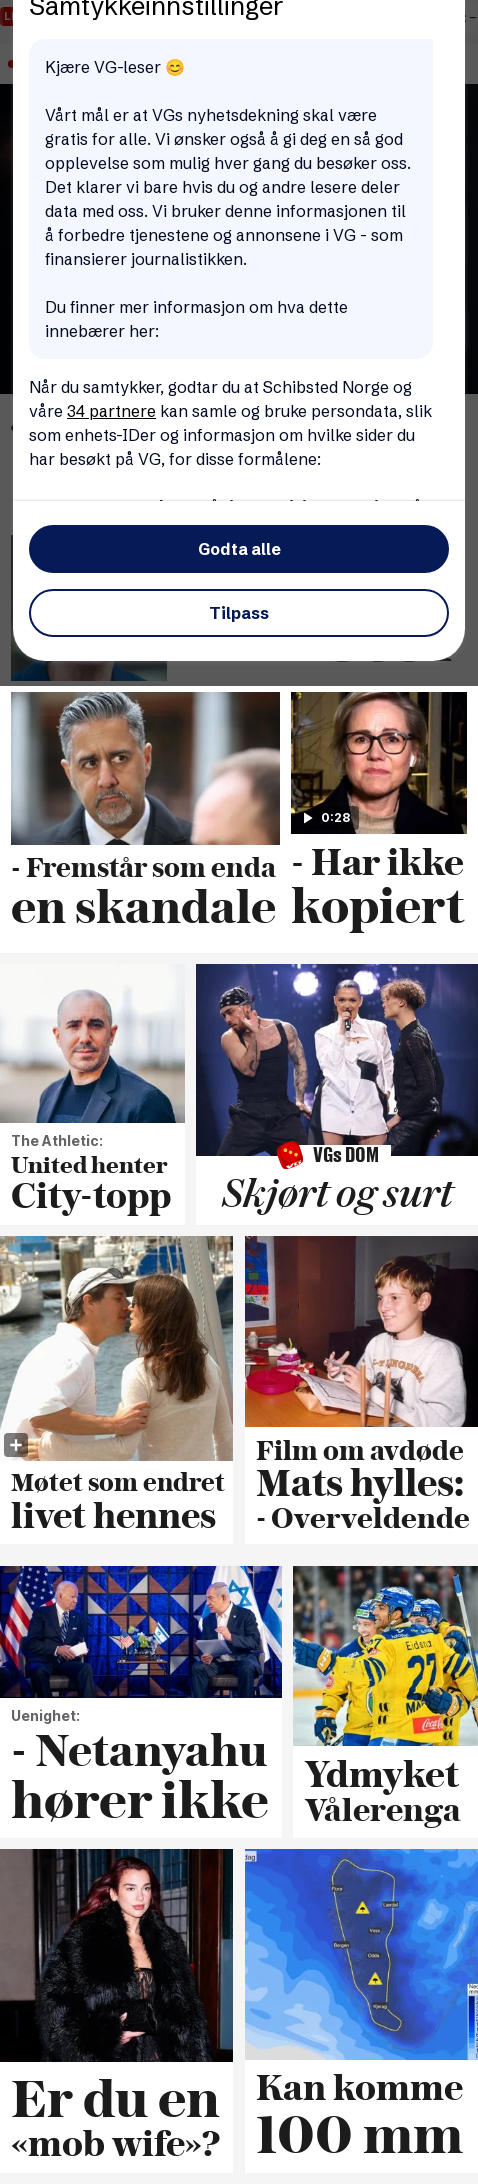 Samtykkeinnstillinger
Kjære VG-leser 😊
Vårt mål er at VGs nyhetsdekning skal være
gratis for alle. Vi ønsker også å gi deg en så god
opplevelse som mulig hver gang du besøker oss.
Det klarer vi bare hvis du og andre lesere deler
data med oss. Vi bruker denne informasjonen til
å forbedre tjenestene og annonsene i VG - som
finansierer journalistikken.
Du finner mer informasjon om hva dette
innebærer her:
Når du samtykker, godtar du at Schibsted Norge og
våre 34 partnere kan samle og bruke persondata, slik
som enhets-IDer og informasjon om hvilke sider du
har besøkt på VG, for disse formålene:
Godta alle
Tilpass
0:28
- Fremstår som enda
en skandale
- Har ikke
kopiert
The Athletic:
United henter
City-topp
VGs DOM
Skjørt og surt
Møtet som endret
livet hennes
Film om avdøde
Mats hylles:
- Overveldende
Uenighet:
- Netanyahu
hører ikke
27
Ydmyket
Vålerenga
Er du en
«mob wife»?
Florø
Lærdal
Voss
Bergen
Odda
Kan komme
100 mm